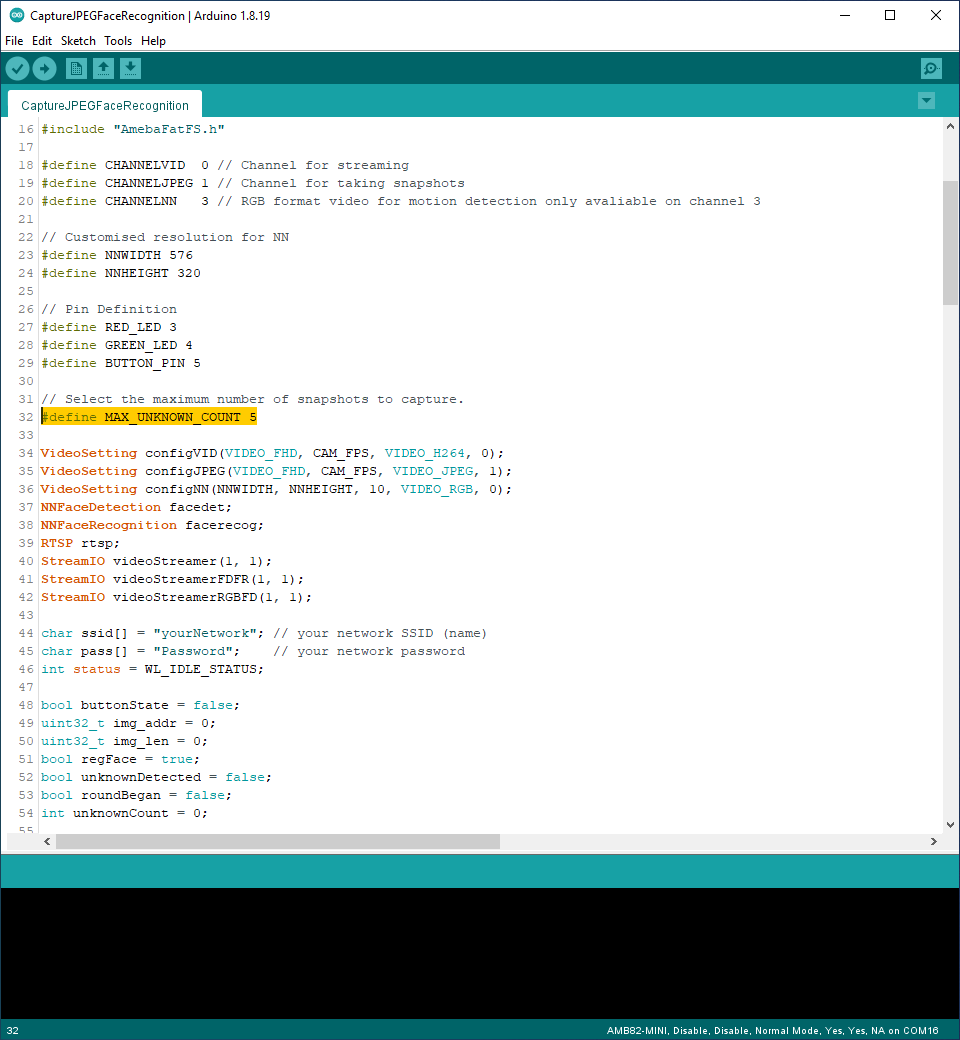 CaptureJPEGFaceRecognition | Arduino 1.8.19
File Edit Sketch Tools Help
CaptureJPEGFaceRecognition
16 #include "AmebaFatFS.h"
17
18 #define CHANNELVID  0 // Channel for streaming
19 #define CHANNELJPEG 1 // Channel for taking snapshots
20 #define CHANNELNN   3 // RGB format video for motion detection only avaliable on channel 3
21
22 // Customised resolution for NN
23 #define NNWIDTH 576
24 #define NNHEIGHT 320
25
26 // Pin Definition
27 #define RED_LED 3
28 #define GREEN_LED 4
29 #define BUTTON_PIN 5
30
31 // Select the maximum number of snapshots to capture.
32 #define MAX_UNKNOWN_COUNT 5
33
34 VideoSetting configVID(VIDEO_FHD, CAM_FPS, VIDEO_H264, 0);
35 VideoSetting configJPEG(VIDEO_FHD, CAM_FPS, VIDEO_JPEG, 1);
36 VideoSetting configNN(NNWIDTH, NNHEIGHT, 10, VIDEO_RGB, 0);
37 NNFaceDetection facedet;
38 NNFaceRecognition facerecog;
39 RTSP rtsp;
40 StreamIO videoStreamer(1, 1);
41 StreamIO videoStreamerFDFR(1, 1);
42 StreamIO videoStreamerRGBFD(1, 1);
43
44 char ssid[] = "yourNetwork"; // your network SSID (name)
45 char pass[] = "Password";    // your network password
46 int status = WL_IDLE_STATUS;
47
48 bool buttonState = false;
49 uint32_t img_addr = 0;
50 uint32_t img_len = 0;
51 bool regFace = true;
52 bool unknownDetected = false;
53 bool roundBegan = false;
54 int unknownCount = 0;
55
32 AMB82-MINI, Disable, Disable, Normal Mode, Yes, Yes, NA on COM16